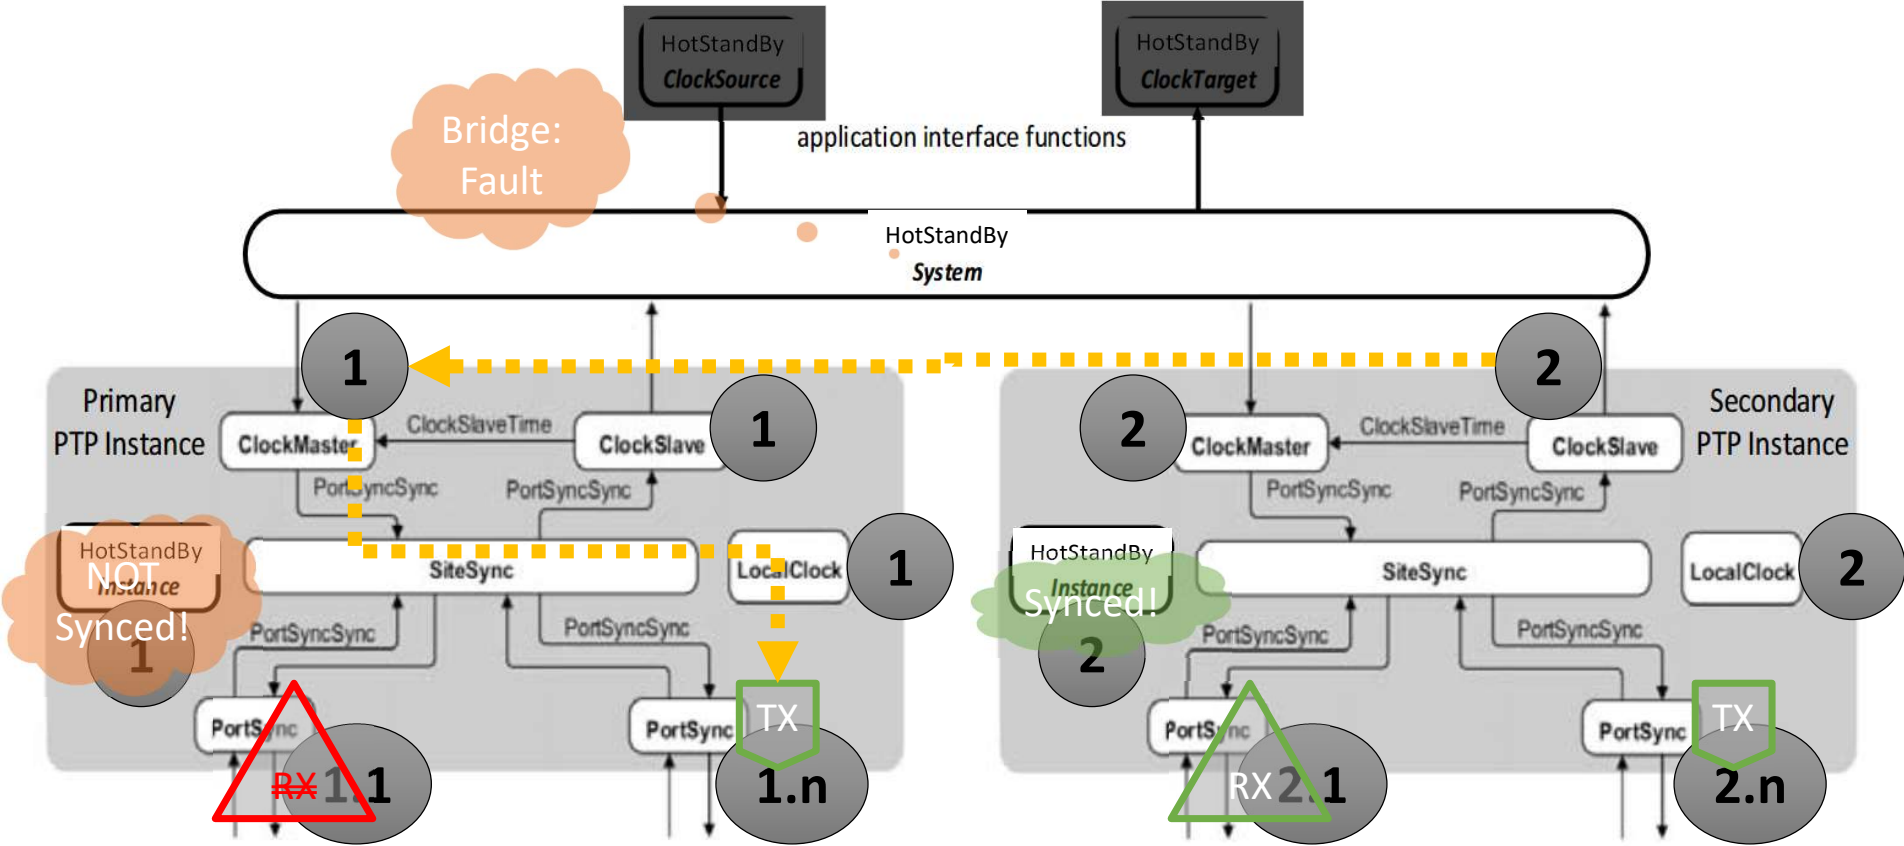 HotStandBy
ClockSource
HotStandBy
ClockTarget
Bridge:
Fault
application interface functions
HotStandBy
System
1
2
Primary
PTP Instance
ClockMaster
ClockSlaveTime
ClockSlave
1
PortSyncSync
PortSyncSync
HotStandBy
Instance
NOT
Synced!
1
SiteSync
LocalClock
1
PortSyncSync
PortSyncSync
PortSync
RX
1.1
PortSync
TX
1.n
2
ClockMaster
ClockSlaveTime
ClockSlave
Secondary
PTP Instance
PortSyncSync
PortSyncSync
HotStandBy
Instance
Synced!
2
SiteSync
LocalClock
2
PortSyncSync
PortSyncSync
PortSync
RX
2.1
PortSync
TX
2.n